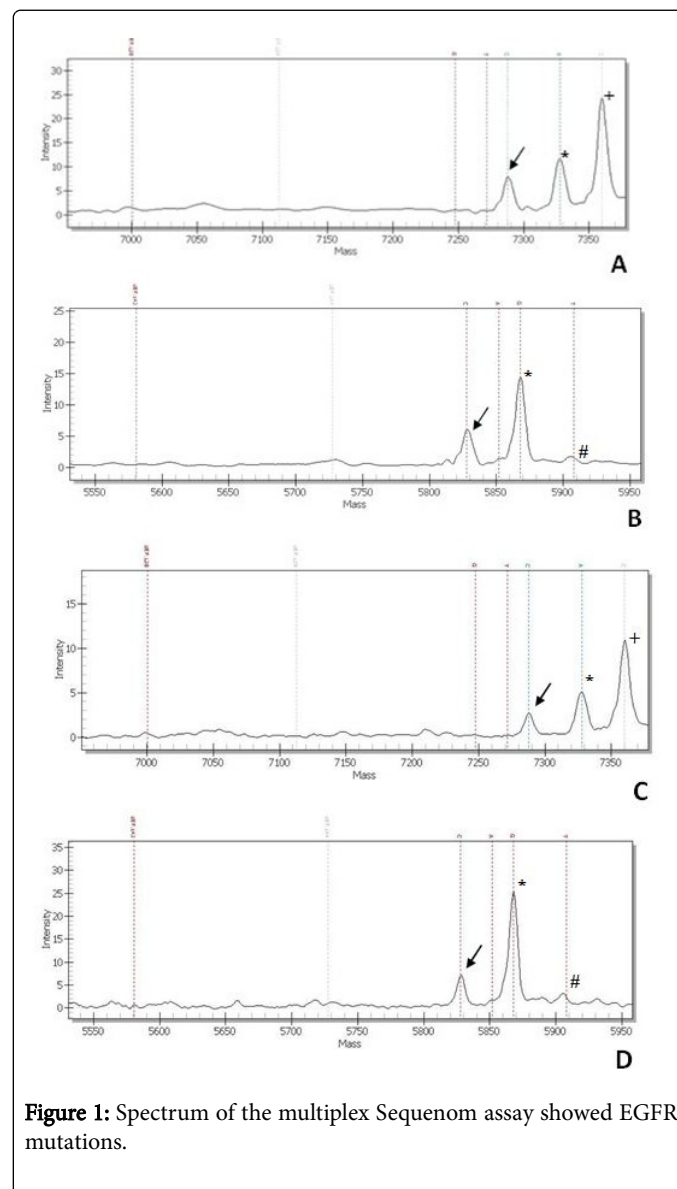 +
*
Intensity
30
25
20
15
10
5
0
7000 7050 7100 7150 7200 7250 7300 7350
Mass
A
C A G T
25
20
15
10
5
0
Intensity
*
#
5550 5600 5650 5700 5750 5800 5850 5900 5950
Mass
B
G T C A
15
10
5
0
Intensity
+
*
7000 7050 7100 7150 7200 7250 7300 7350
Mass
C
C A G T
35
30
25
20
15
10
5
0
Intensity
*
#
5550 5600 5650 5700 5750 5800 5850 5900 5950
Mass
D
Figure 1: Spectrum of the multiplex Sequenom assay showed EGFR
mutations.